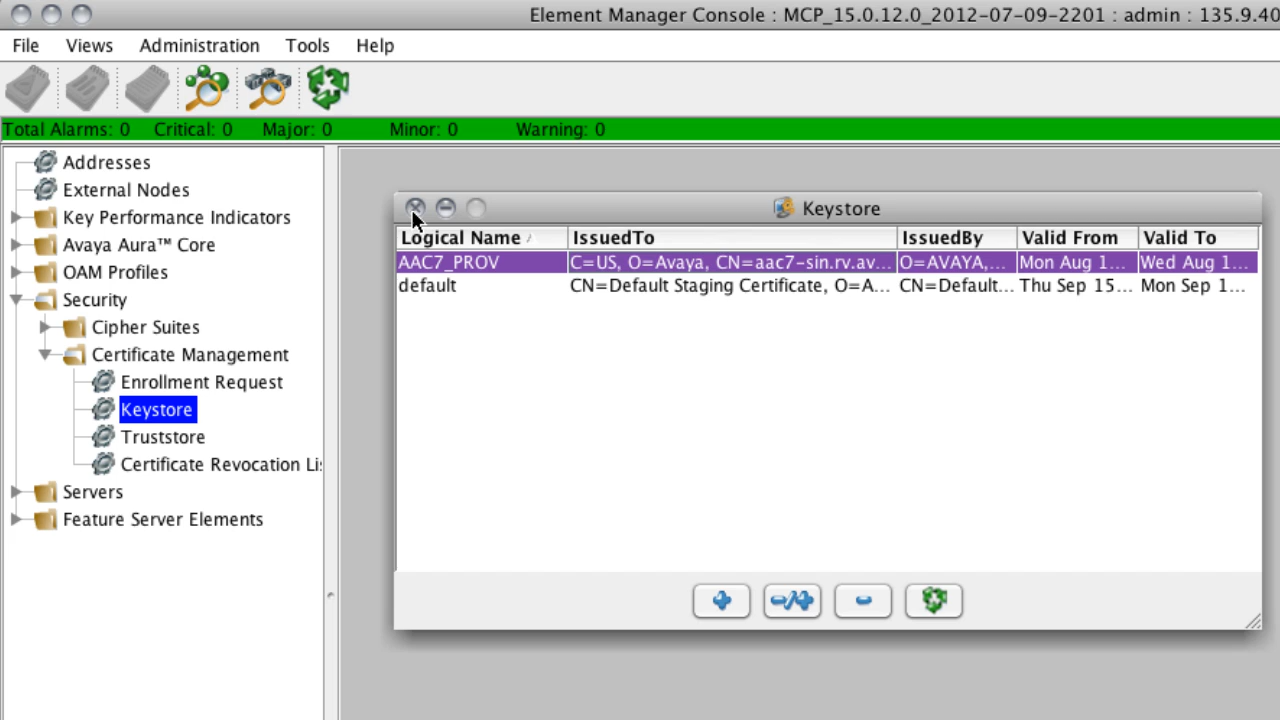 Element Manager Console : MCP_15.0.12.0_2012-07-09-2201 : admin : 135.9.40
File Views Administration Tools Help
Total Alarms: 0 Critical: 0 Major: 0 Minor: 0 Warning: 0
Addresses
External Nodes
Key Performance Indicators
Avaya Aura™ Core
OAM Profiles
Security
Cipher Suites
Certificate Management
Enrollment Request
Keystore
Truststore
Certificate Revocation Li
Servers
Feature Server Elements
Keystore
Logical Name IssuedTo IssuedBy Valid From Valid To
AAC7_PROV C=US, O=Avaya, CN=aac7-sin.rv.av... O=AVAYA,... Mon Aug 1... Wed Aug 1...
default CN=Default Staging Certificate, O=A... CN=Default... Thu Sep 15... Mon Sep 1...